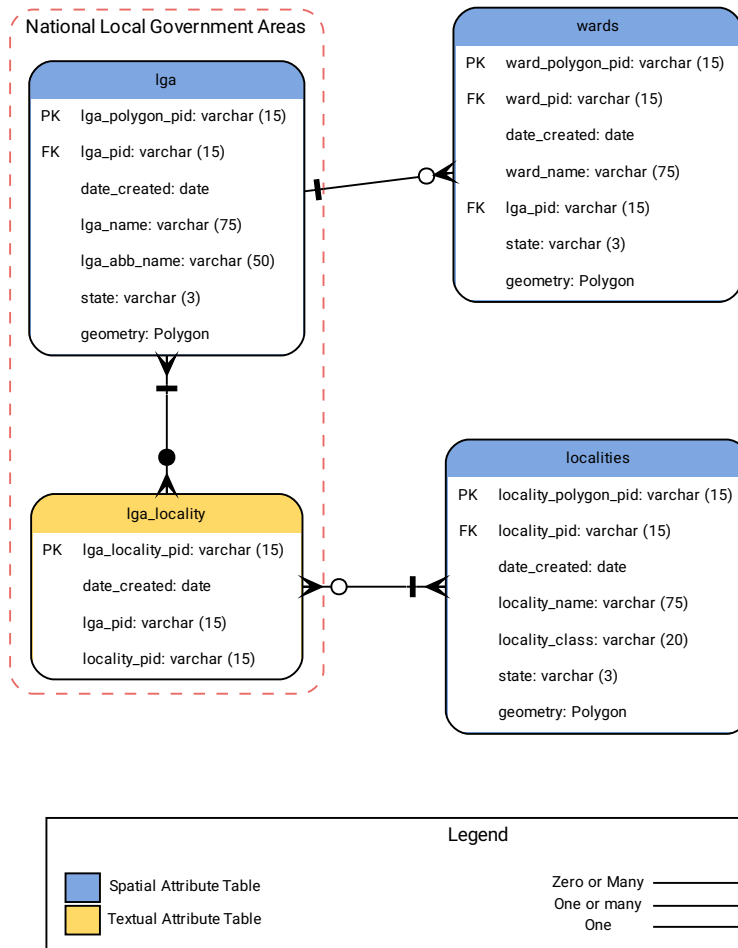 National Local Government Areas
lga
PK lga_polygon_pid: varchar (15)
FK lga_pid: varchar (15)
date_created: date
lga_name: varchar (75)
lga_abb_name: varchar (50)
state: varchar (3)
geometry: Polygon
wards
PK ward_polygon_pid: varchar (15)
FK ward_pid: varchar (15)
date_created: date
ward_name: varchar (75)
FK lga_pid: varchar (15)
state: varchar (3)
geometry: Polygon
lga_locality
PK lga_locality_pid: varchar (15)
date_created: date
lga_pid: varchar (15)
locality_pid: varchar (15)
localities
PK locality_polygon_pid: varchar (15)
FK locality_pid: varchar (15)
date_created: date
locality_name: varchar (75)
locality_class: varchar (20)
state: varchar (3)
geometry: Polygon
Legend
Spatial Attribute Table
Textual Attribute Table
Zero or Many
One or many
One